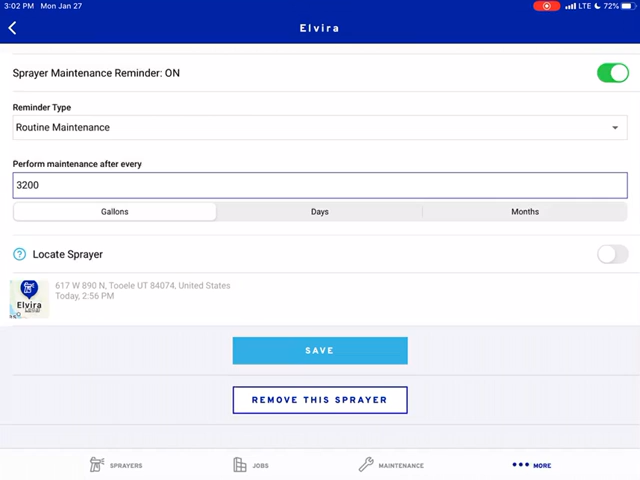 3:02 PM Mon Jan 27
LTE 72%
Elvira
Sprayer Maintenance Reminder: ON
Reminder Type
Routine Maintenance
Perform maintenance after every
3200
Gallons Days Months
? Locate Sprayer
617 W 890 N, Tooele UT 84074, United States
Today, 2:56 PM
Elvira
SAVE
REMOVE THIS SPRAYER
SPRAYERS JOBS MAINTENANCE MORE